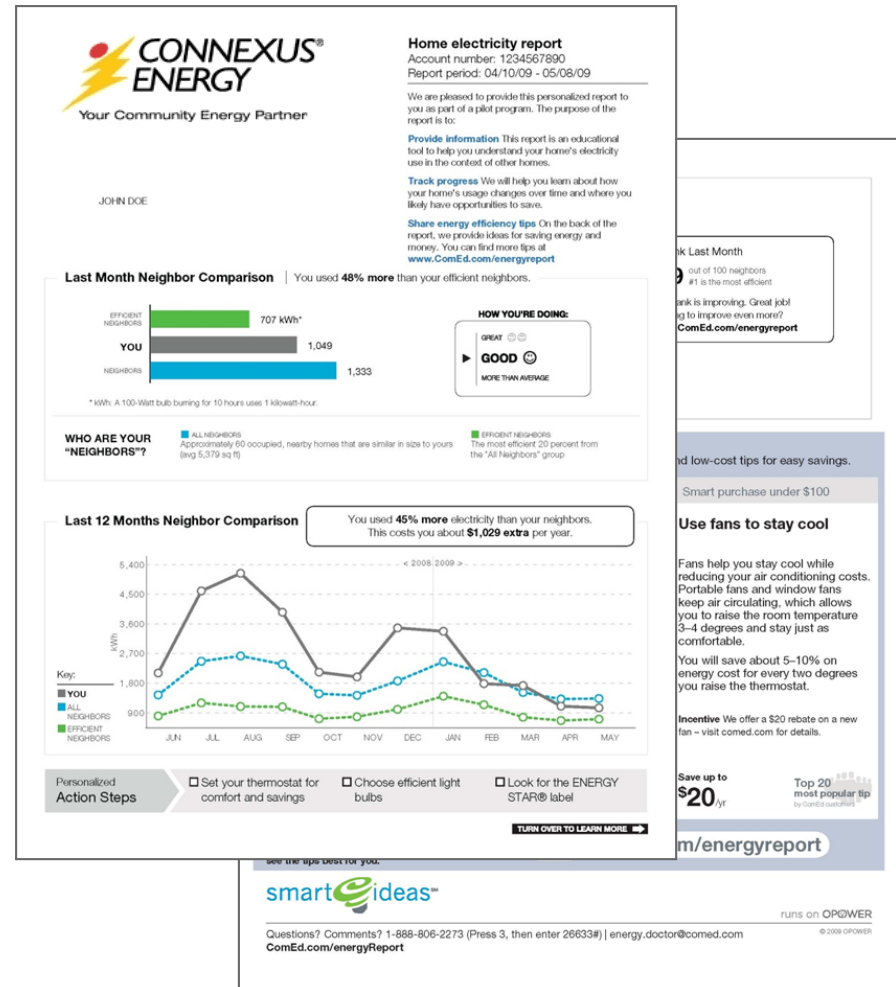 CONNEXUS®
ENERGY
Your Community Energy Partner
Home electricity report
Account number: 1234567890
Report period: 04/10/09 - 05/08/09
We are pleased to provide this personalized report to
you as part of a pilot program. The purpose of the
report is to:
Provide information This report is an educational
tool to help you understand your home's electricity
use in the context of other homes.
Track progress We will help you learn about how
your home's usage changes over time and where you
likely have opportunities to save.
Share energy efficiency tips On the back of the
report, we provide ideas for saving energy and
money. You can find more tips at
www.ComEd.com/energyreport
JOHN DOE
Last Month Neighbor Comparison | You used 48% more than your efficient neighbors.
EFFICIENT
NEIGHBORS
707 kWh*
YOU
1,049
NEIGHBORS
1,333
* kWh: A 100-Watt bulb burning for 10 hours uses 1 kilowatt-hour.
HOW YOU'RE DOING:
GREAT
GOOD
MORE THAN AVERAGE
WHO ARE YOUR
"NEIGHBORS"?
ALL NEIGHBORS
Approximately 60 occupied, nearby homes that are similar in size to yours
(avg 5,379 sq ft)
EFFICIENT NEIGHBORS
The most efficient 20 percent from
the "All Neighbors" group
Last 12 Months Neighbor Comparison
You used 45% more electricity than your neighbors.
This costs you about $1,029 extra per year.
< 2008 2009 >
5,400
4,500
3,600
2,700
1,800
900
kWh
Key:
YOU
ALL
NEIGHBORS
EFFICIENT
NEIGHBORS
JUN JUL AUG SEP OCT NOV DEC JAN FEB MAR APR MAY
Personalized
Action Steps
Set your thermostat for
comfort and savings
Choose efficient light
bulbs
Look for the ENERGY
STAR® label
TURN OVER TO LEARN MORE
nk Last Month
9 out of 100 neighbors
#1 is the most efficient
ank is improving. Great job!
g to improve even more?
ComEd.com/energyreport
nd low-cost tips for easy savings.
Smart purchase under $100
Use fans to stay cool
Fans help you stay cool while
reducing your air conditioning costs.
Portable fans and window fans
keep air circulating, which allows
you to raise the room temperature
3–4 degrees and stay just as
comfortable.
You will save about 5–10% on
energy cost for every two degrees
you raise the thermostat.
Incentive We offer a $20 rebate on a new
fan – visit comed.com for details.
Save up to
$20/yr
Top 20
most popular tip
by ComEd customers
m/energyreport
see the tips best for you.
smart ideas℠
runs on OPOWER
Questions? Comments? 1-888-806-2273 (Press 3, then enter 26633#) | energy.doctor@comed.com
ComEd.com/energyReport
© 2009 OPOWER